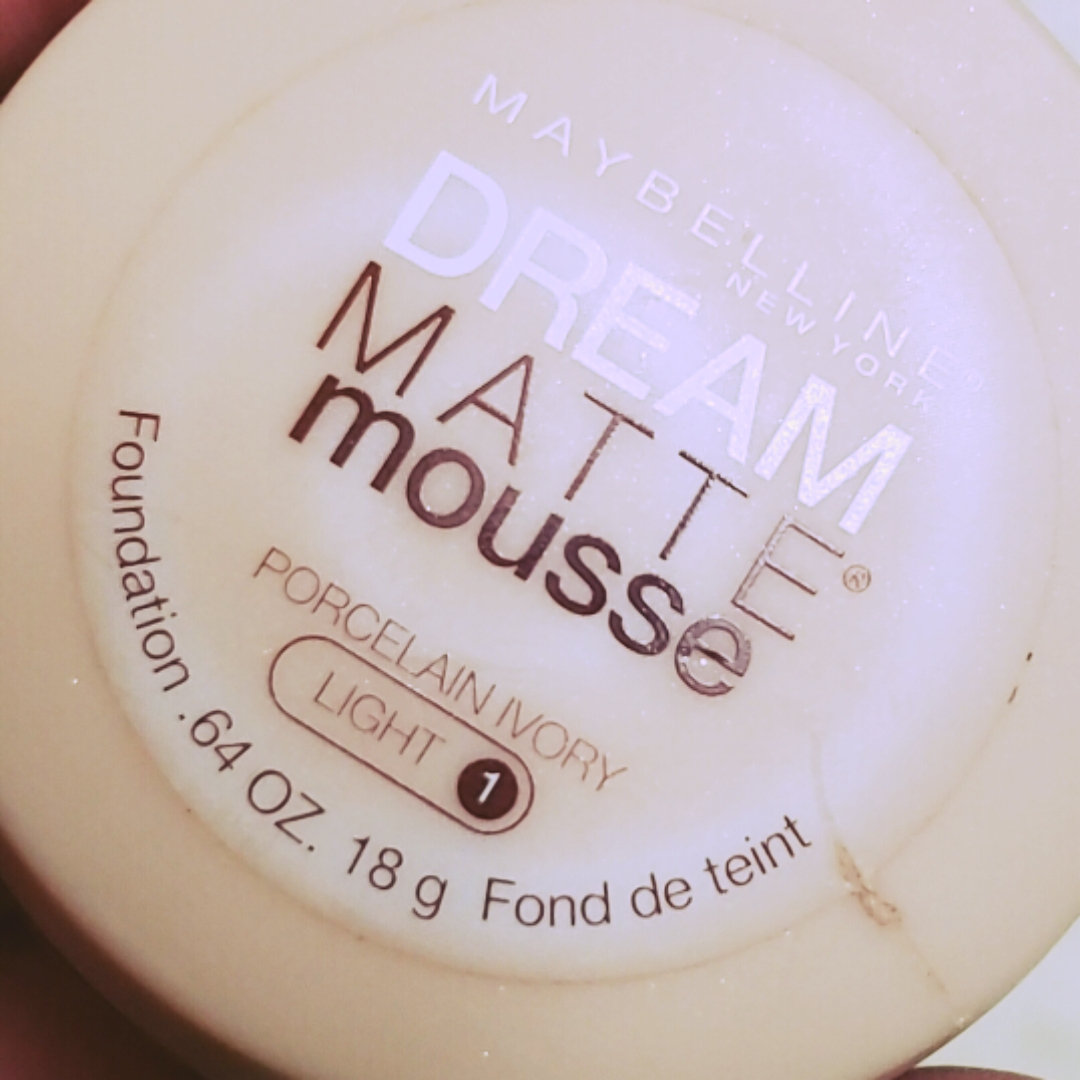 MAYBELLINE®
NEW YORK
DREAM
MATTE®
mousse
PORCELAIN IVORY
LIGHT 1
Foundation .64 OZ. 18 g Fond de teint